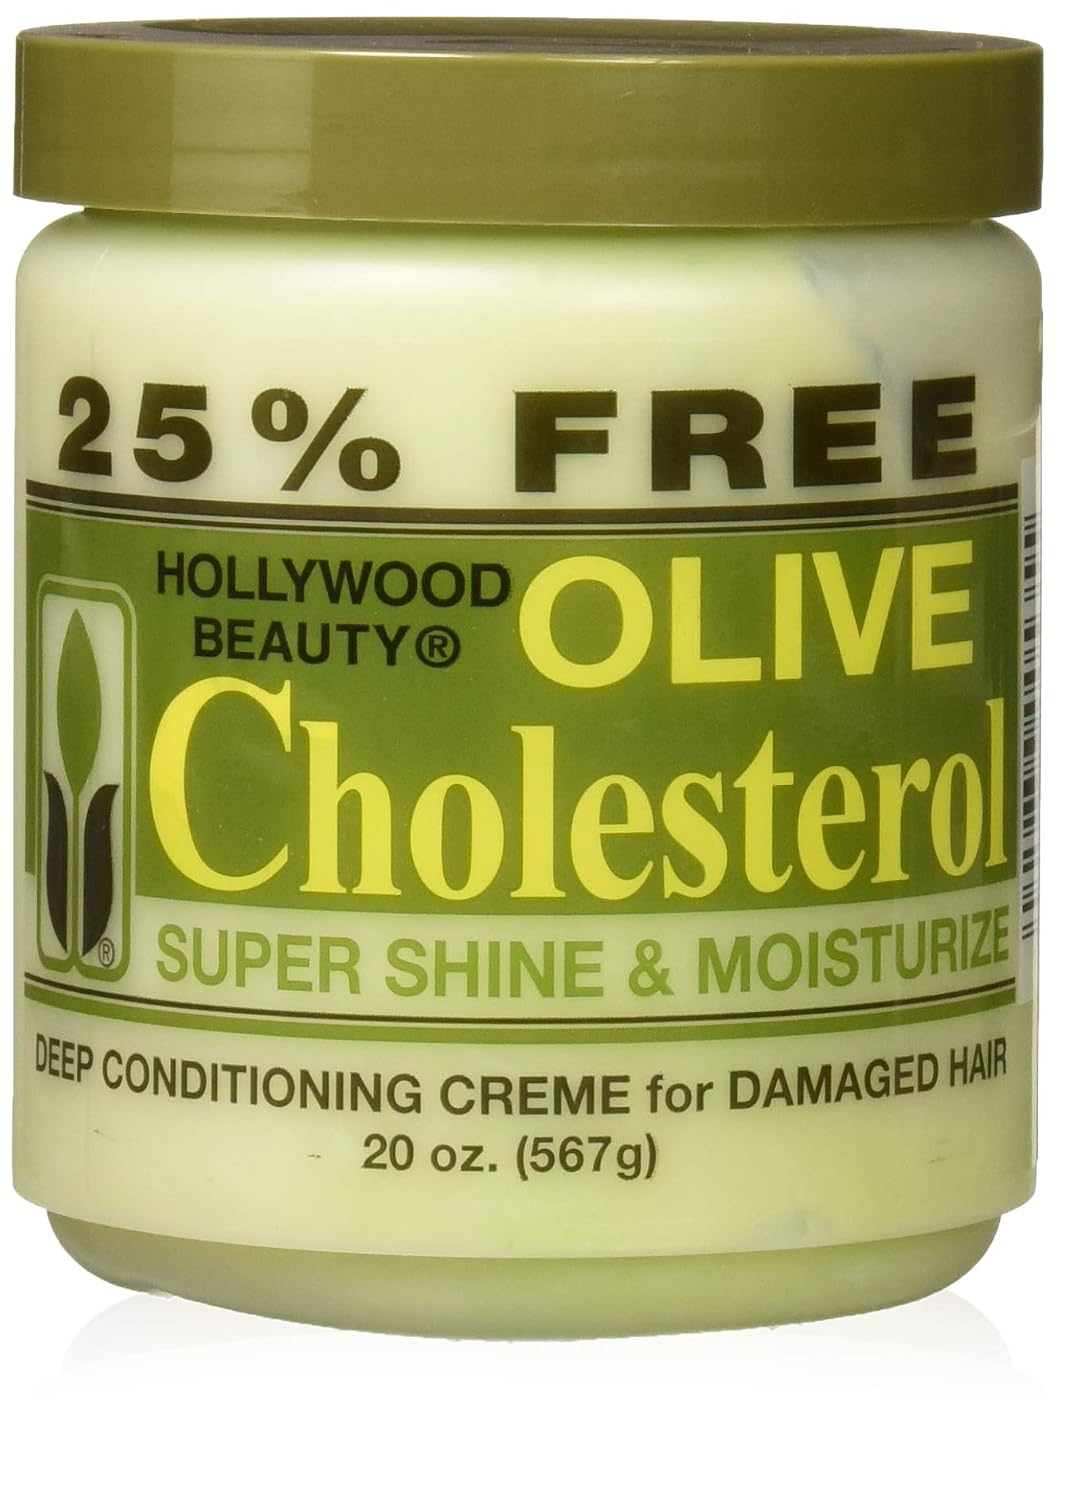 25% FREE
HOLLYWOOD
BEAUTY®
OLIVE
Cholesterol
SUPER SHINE & MOISTURIZE
®
DEEP CONDITIONING CREME for DAMAGED HAIR
20 oz. (567g)